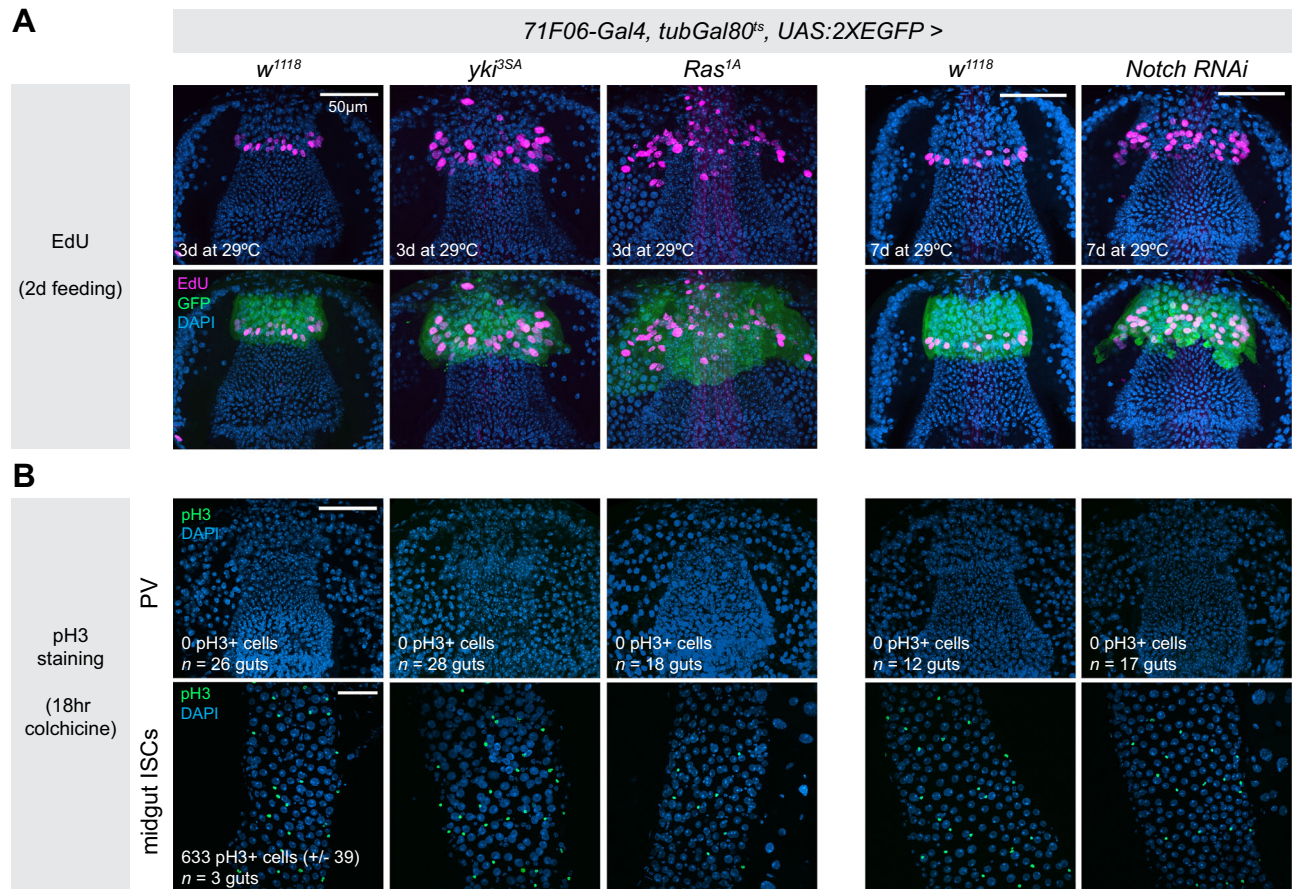 A
71F06-Gal4, tubGal80ts, UAS:2XEGFP >
w1118
yki3SA
Ras1A
w1118
Notch RNAi
EdU
(2d feeding)
50µm
3d at 29ºC
3d at 29ºC
3d at 29ºC
7d at 29ºC
7d at 29ºC
EdU
GFP
DAPI
B
pH3
staining
(18hr
colchicine)
PV
pH3
DAPI
0 pH3+ cells
n = 26 guts
0 pH3+ cells
n = 28 guts
0 pH3+ cells
n = 18 guts
0 pH3+ cells
n = 12 guts
0 pH3+ cells
n = 17 guts
midgut ISCs
pH3
DAPI
633 pH3+ cells (+/- 39)
n = 3 guts